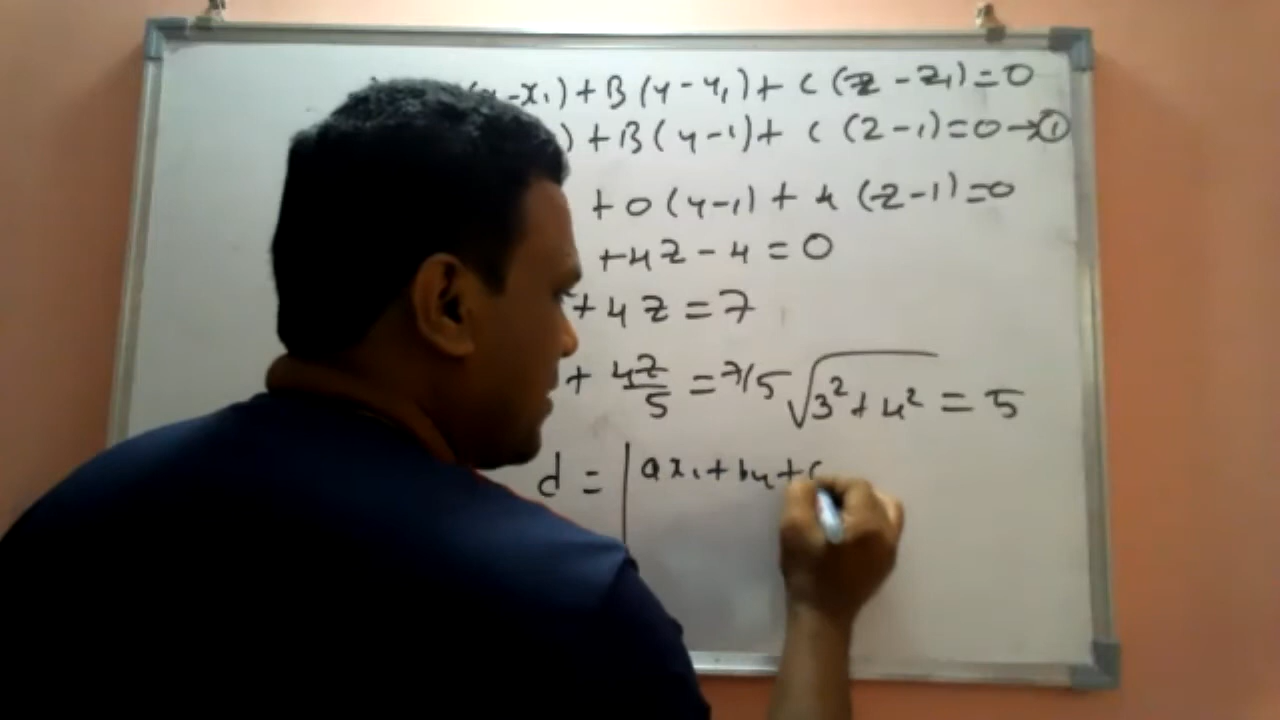 -x₁)+B(y-y₁)+C(z-z₁)=0
)+B(y-1)+C(z-1)=0→①
+0(y-1)+4(z-1)=0
+4z-4=0
+4z=7
+4z/5=7/5 √(3²+4²)=5
d=|ax₁+by+c